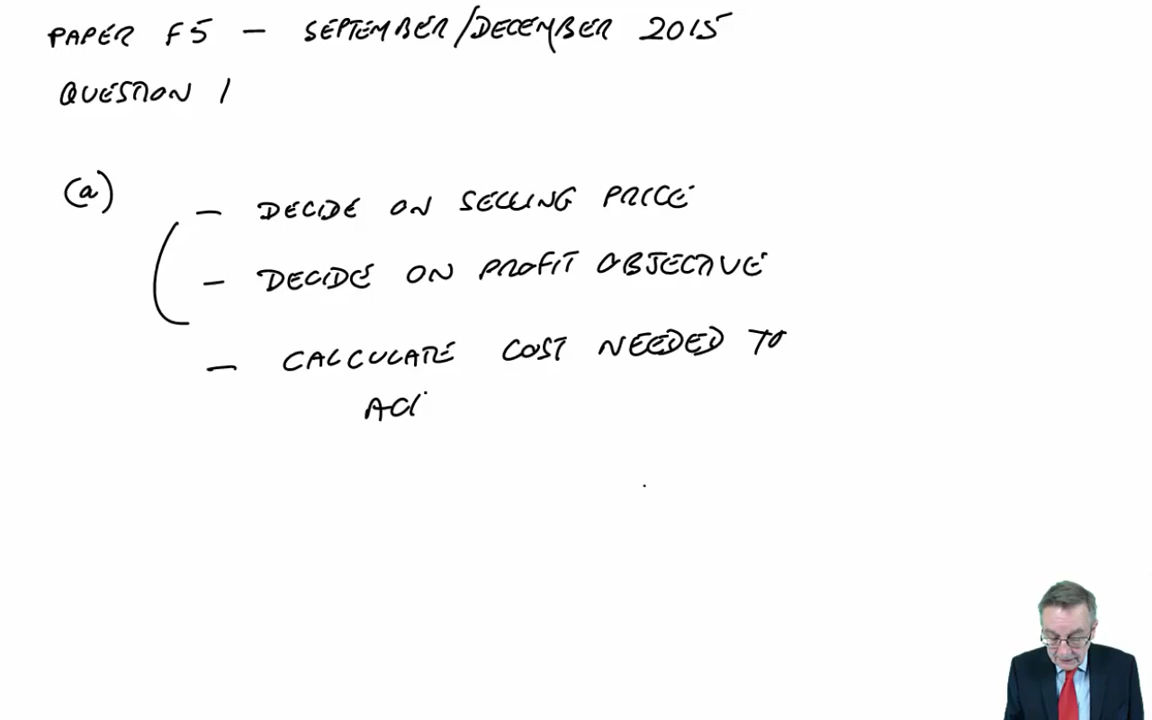 PAPER F5 - SEPTEMBER/DECEMBER 2015
QUESTION 1
(a)
- DECIDE ON SELLING PRICE
- DECIDE ON PROFIT OBJECTIVE
- CALCULATE COST NEEDED TO
ACI